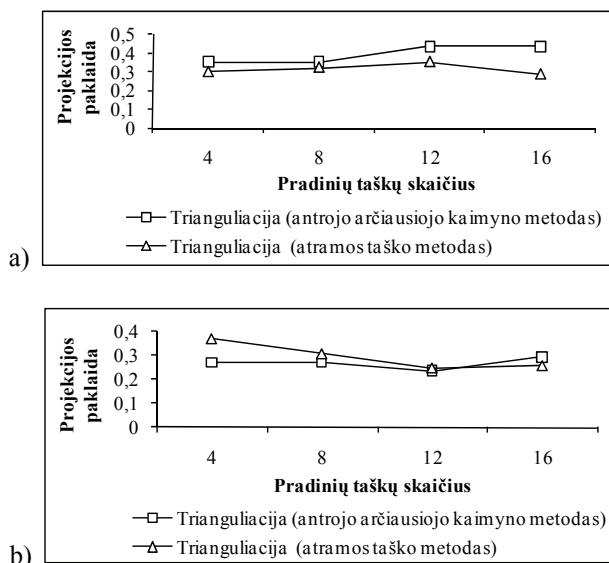 0,5
0,4
0,3
0,2
0,1
0
Projekcijos
paklaida
4 8 12 16
Pradinių taškų skaičius
Trianguliacija (antrojo arčiausiojo kaimyno metodas)
Trianguliacija (atramos taško metodas)
a)
0,4
0,3
0,2
0,1
0
Projekcijos
paklaida
4 8 12 16
Pradinių taškų skaičius
Trianguliacija (antrojo arčiausiojo kaimyno metodas)
Trianguliacija (atramos taško metodas)
b)